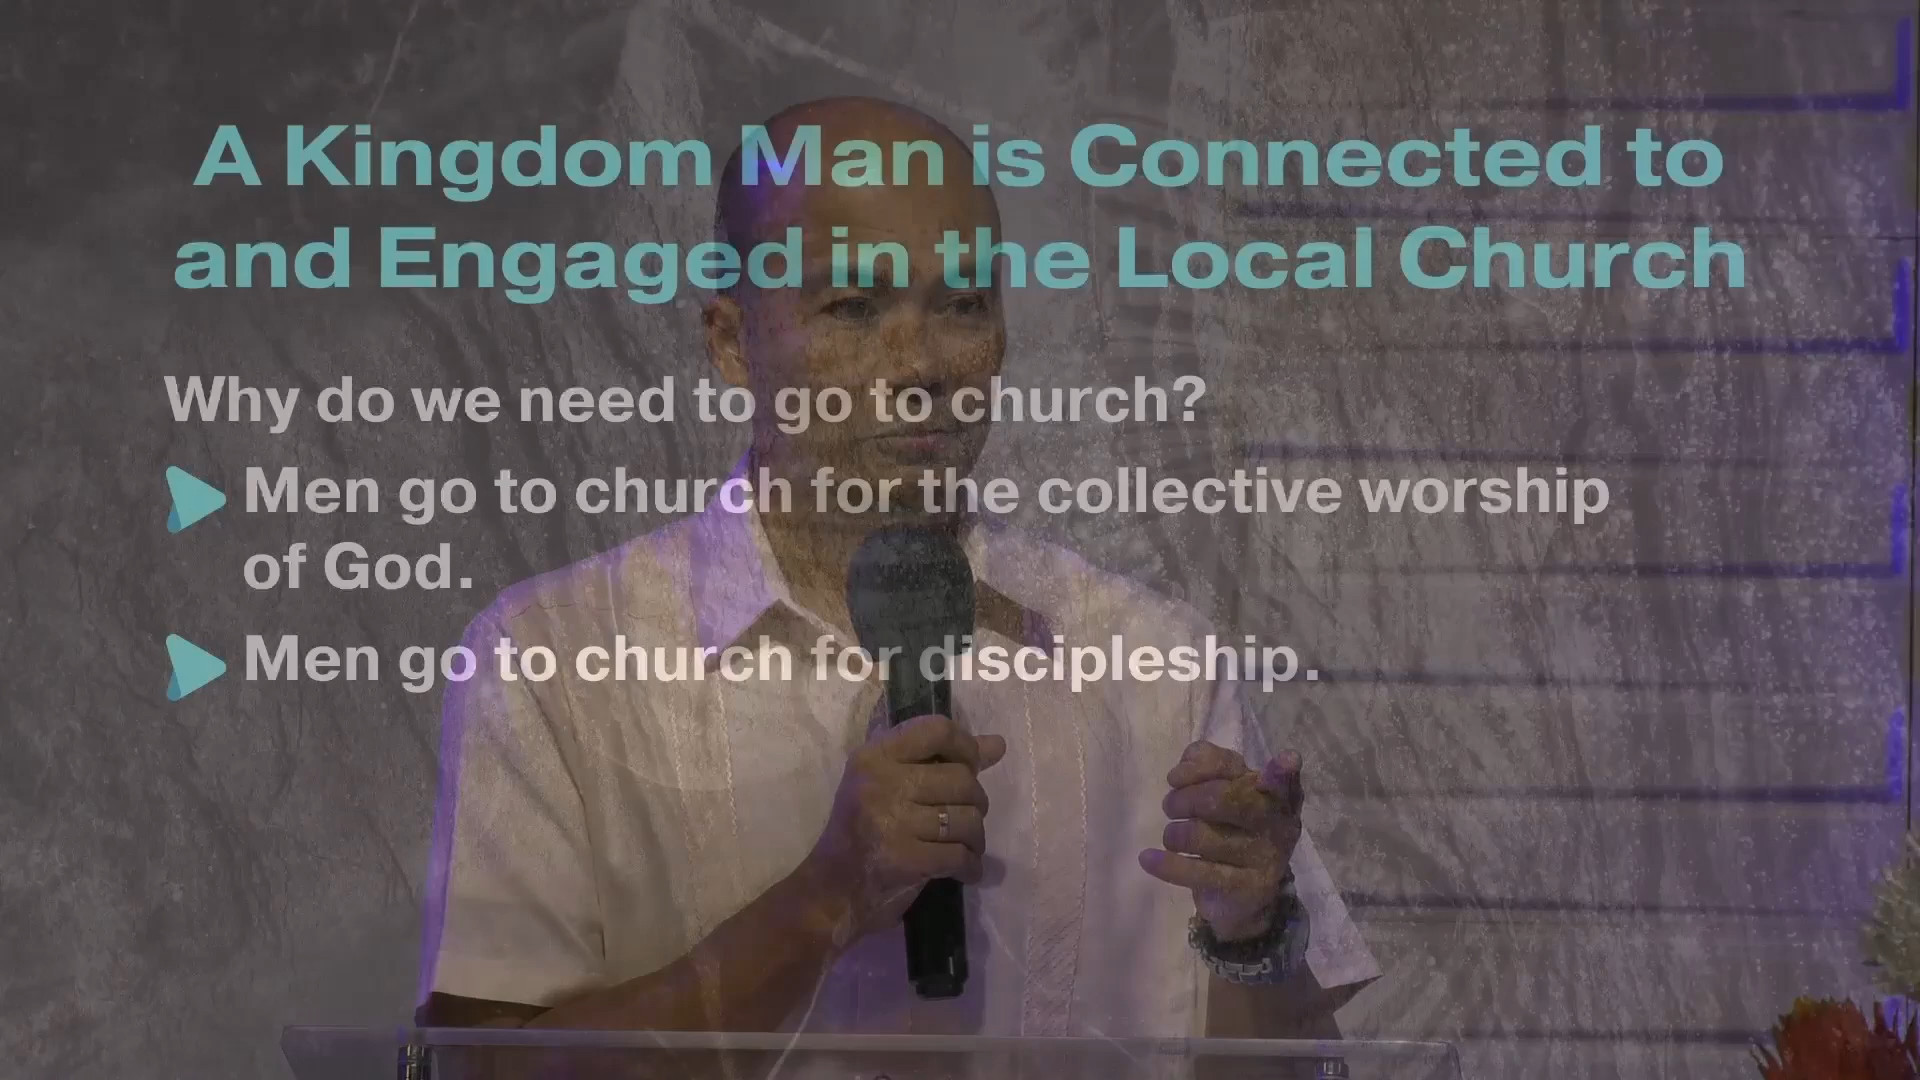 A Kingdom Man is Connected to
and Engaged in the Local Church
Why do we need to go to church?
Men go to church for the collective worship
of God.
Men go to church for discipleship.